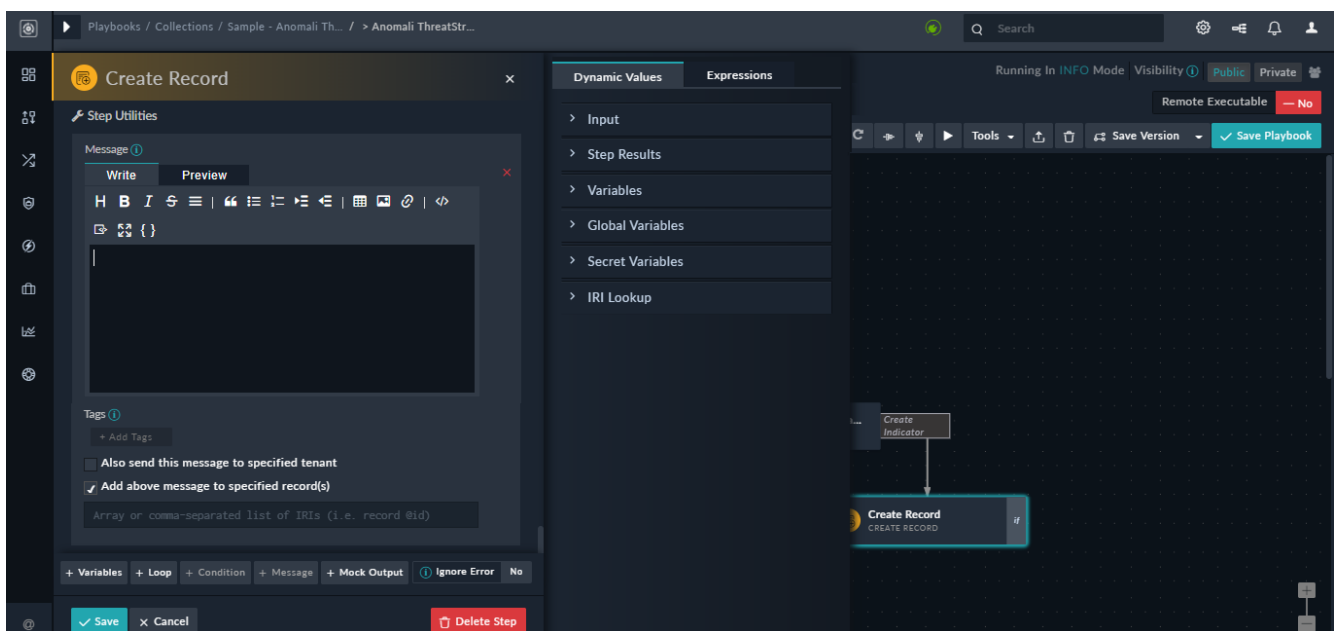 Playbooks / Collections / Sample - Anomali Th... / > Anomali ThreatStr...
Search
Create Record
×
Step Utilities
Message
Write Preview
H B I S
Tags
+ Add Tags
Also send this message to specified tenant
Add above message to specified record(s)
Array or comma-separated list of IRIs (i.e. record @id)
+ Variables + Loop + Condition + Message + Mock Output Ignore Error No
Save × Cancel Delete Step
@
Dynamic Values Expressions
> Input
> Step Results
> Variables
> Global Variables
> Secret Variables
> IRI Lookup
Running In INFO Mode Visibility Public Private
Remote Executable — No
Tools Save Version Save Playbook
...
Create
Indicator
Create Record
CREATE RECORD
if